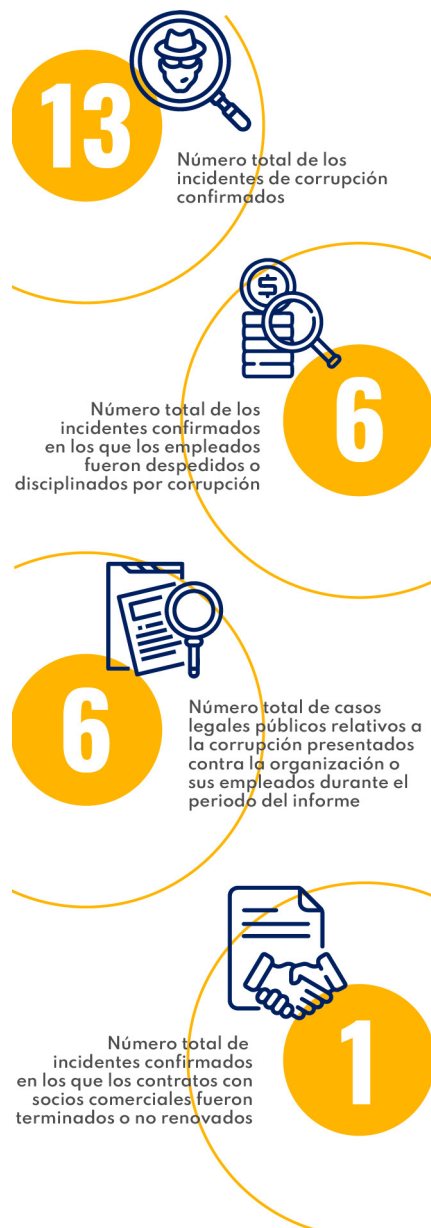 13
Número total de los
incidentes de corrupción
confirmados
$
Número total de los
incidentes confirmados
en los que los empleados
fueron despedidos o
disciplinados por corrupción
6
6
Número total de casos
legales públicos relativos a
la corrupción presentados
contra la organización o
sus empleados durante el
periodo del informe
Número total de
incidentes confirmados
en los que los contratos con
socios comerciales fueron
terminados o no renovados
1